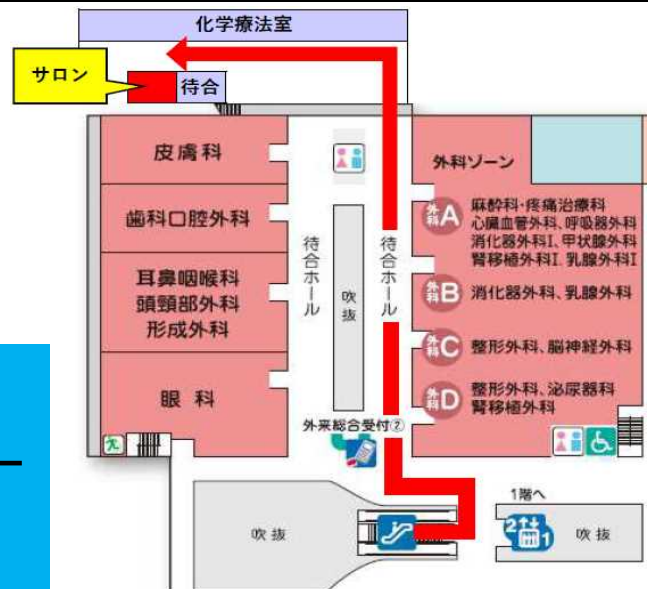 化学療法室
サロン
待合
皮膚科
歯科口腔外科
耳鼻咽喉科
頭頸部外科
形成外科
眼科
待合ホール
吹抜
待合ホール
外科ゾーン
外科A
麻酔科・疼痛治療科
心臓血管外科、呼吸器外科
消化器外科I、甲状腺外科
腎移植外科I、乳腺外科I
外科B
消化器外科、乳腺外科
外科C
整形外科、脳神経外科
外科D
整形外科、泌尿器科
腎移植外科
外来総合受付②
吹抜
1階へ
2
1
吹抜